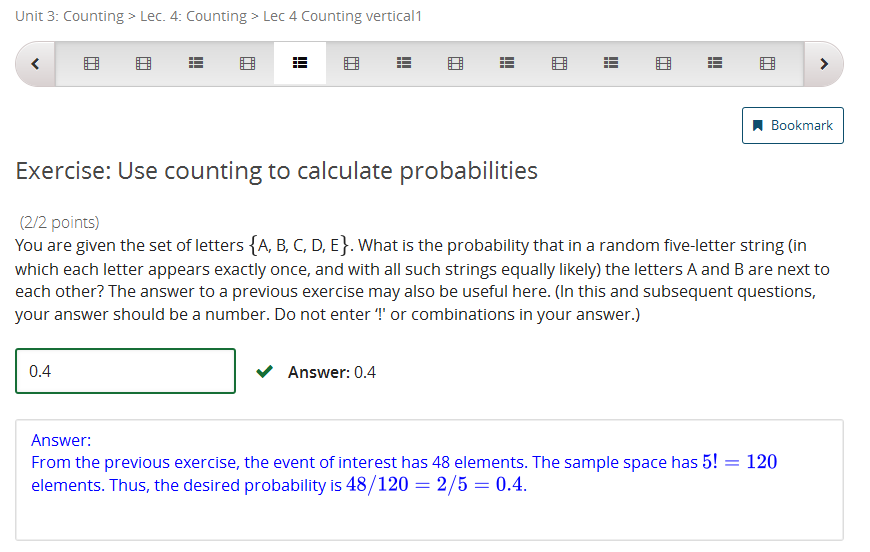 Unit 3: Counting > Lec. 4: Counting > Lec 4 Counting vertical1
Bookmark
Exercise: Use counting to calculate probabilities
(2/2 points)
You are given the set of letters {A, B, C, D, E}. What is the probability that in a random five-letter string (in
which each letter appears exactly once, and with all such strings equally likely) the letters A and B are next to
each other? The answer to a previous exercise may also be useful here. (In this and subsequent questions,
your answer should be a number. Do not enter '!' or combinations in your answer.)
0.4
Answer: 0.4
Answer:
From the previous exercise, the event of interest has 48 elements. The sample space has 5! = 120
elements. Thus, the desired probability is 48/120 = 2/5 = 0.4.